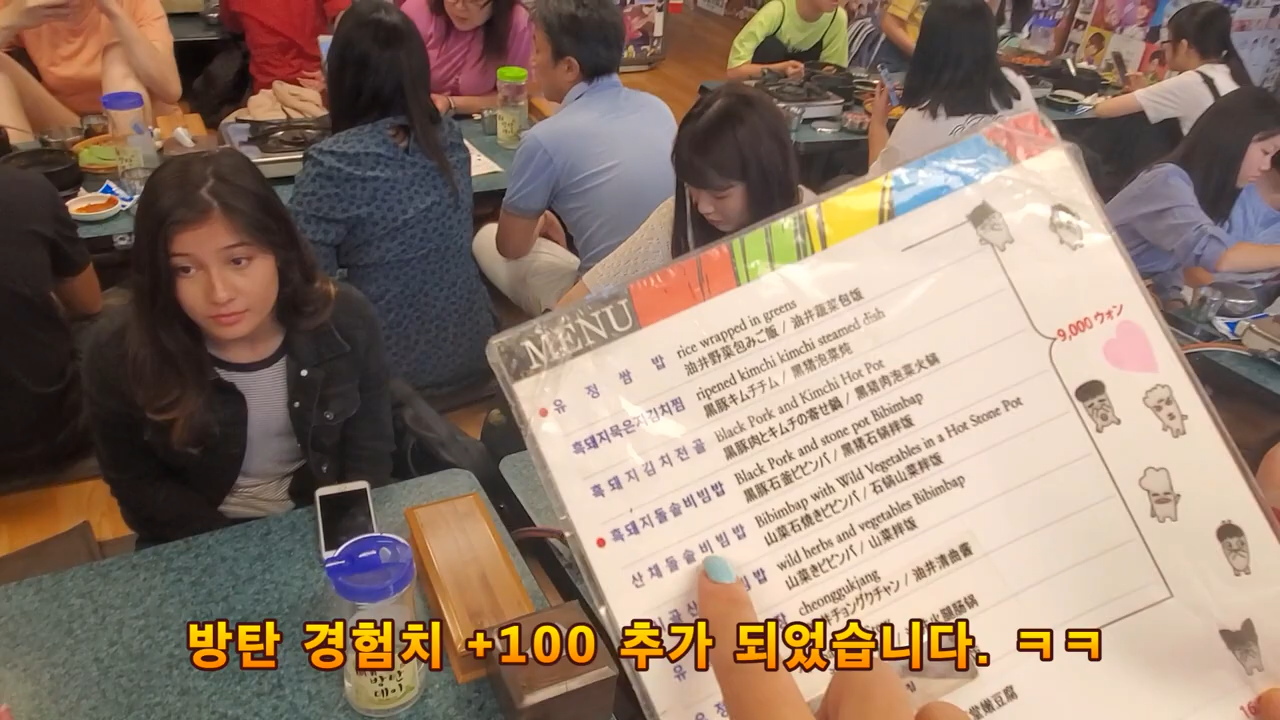 MENU
유정쌈밥
rice wrapped in greens
油井野菜包みご飯 / 油井蔬菜包饭
흑돼지묵은지김치찜
ripened kimchi kimchi steamed dish
黒豚キムチチム / 黑猪泡菜炖
흑돼지김치전골
Black Pork and Kimchi Hot Pot
黒豚肉とキムチの寄せ鍋 / 黑猪肉泡菜火锅
흑돼지돌솥비빔밥
Black Pork and stone pot Bibimbap
黒豚石釜ビビンパ / 黑猪石锅拌饭
산채돌솥비빔밥
Bibimbap with Wild Vegetables in a Hot Stone Pot
山菜石焼きビビンパ / 石锅山菜拌饭
wild herbs and vegetables Bibimbap
山菜きビビンパ / 山菜拌饭
cheonggukjang
井チョングクチャン / 油井清曲醬
9,000 ウォン
방탄 경험치 +100 추가 되었습니다. ㅋㅋ